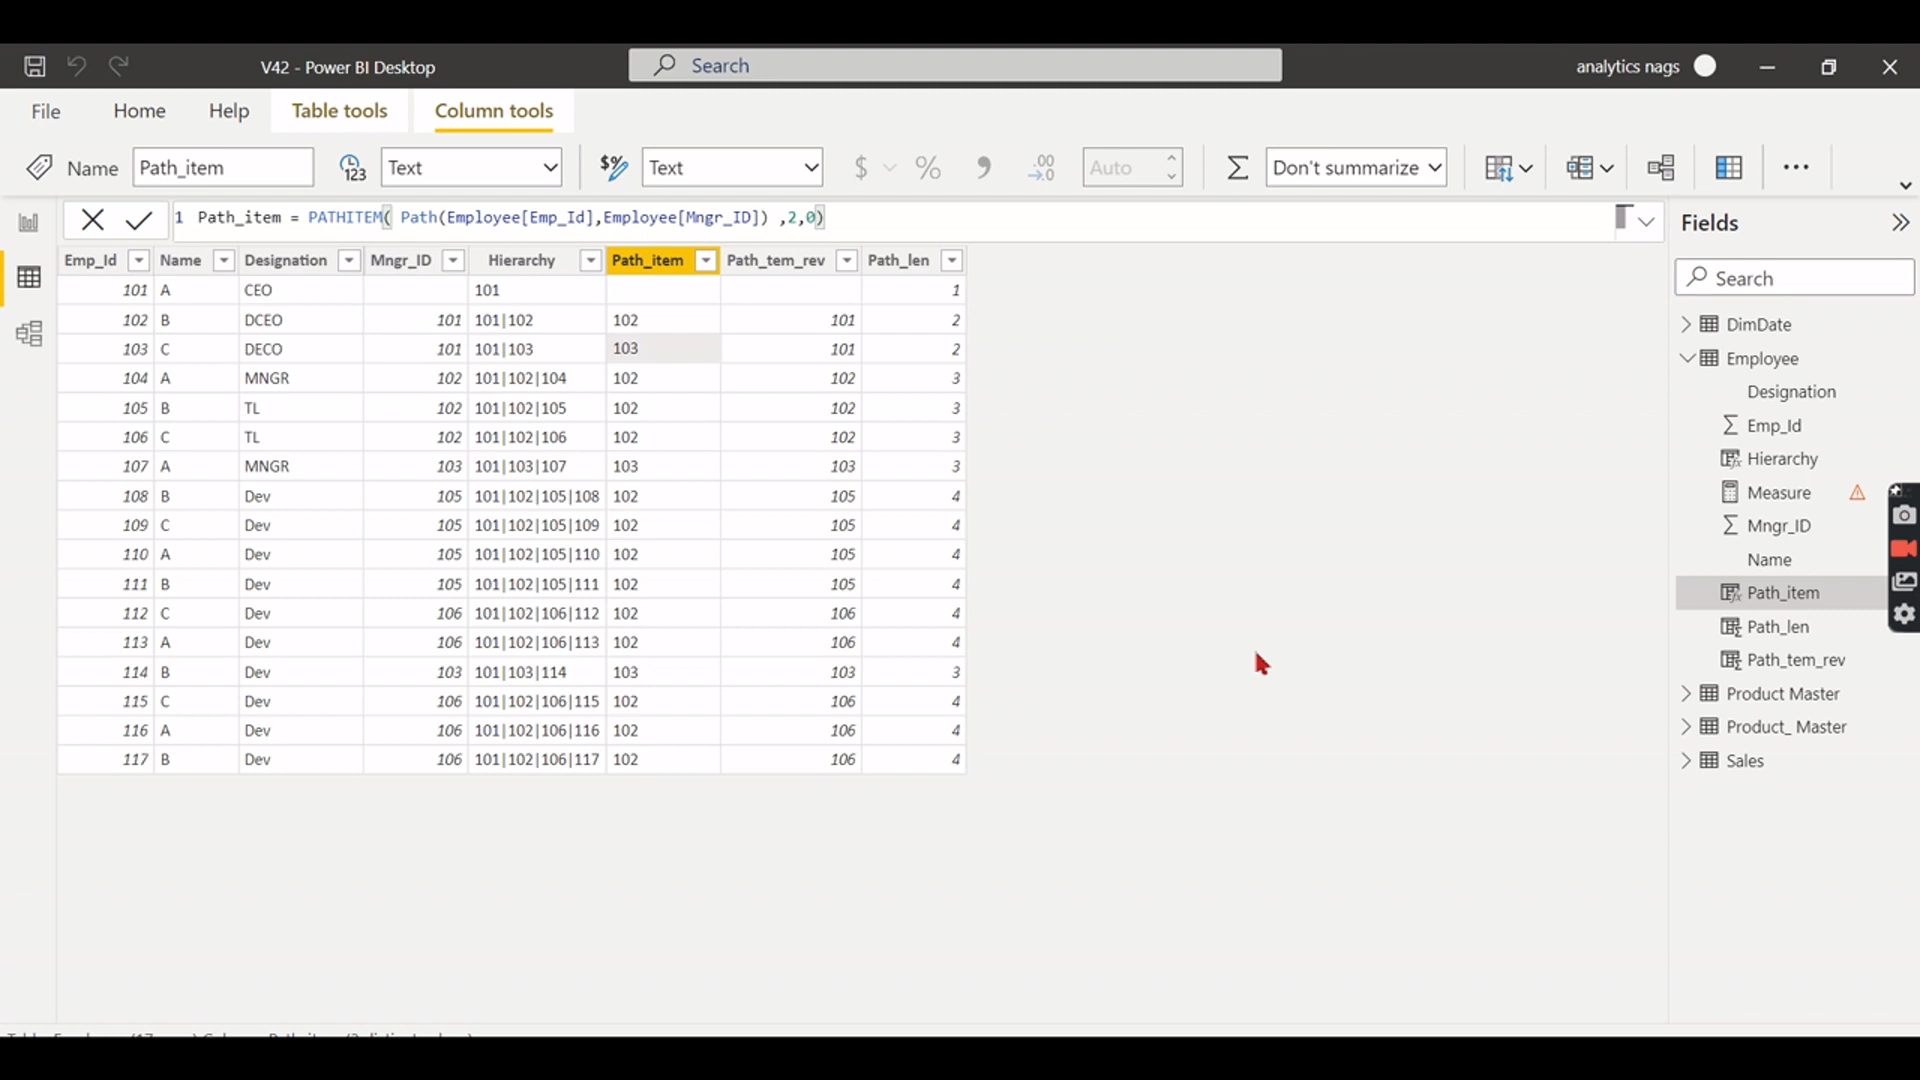 V42 - Power BI Desktop
Search
analytics nags
File Home Help Table tools Column tools
Name Path_item Text Text $ % Auto Don't summarize
1 Path_item = PATHITEM( Path(Employee[Emp_Id],Employee[Mngr_ID]) ,2,0)
Emp_Id Name Designation Mngr_ID Hierarchy Path_item Path_tem_rev Path_len
101 A CEO 101 1
102 B DCEO 101 101|102 102 101 2
103 C DECO 101 101|103 103 101 2
104 A MNGR 102 101|102|104 102 102 3
105 B TL 102 101|102|105 102 102 3
106 C TL 102 101|102|106 102 102 3
107 A MNGR 103 101|103|107 103 103 3
108 B Dev 105 101|102|105|108 102 105 4
109 C Dev 105 101|102|105|109 102 105 4
110 A Dev 105 101|102|105|110 102 105 4
111 B Dev 105 101|102|105|111 102 105 4
112 C Dev 106 101|102|106|112 102 106 4
113 A Dev 106 101|102|106|113 102 106 4
114 B Dev 103 101|103|114 103 103 3
115 C Dev 106 101|102|106|115 102 106 4
116 A Dev 106 101|102|106|116 102 106 4
117 B Dev 106 101|102|106|117 102 106 4
Fields
Search
DimDate
Employee
Designation
Emp_Id
Hierarchy
Measure
Mngr_ID
Name
Path_item
Path_len
Path_tem_rev
Product Master
Product_ Master
Sales